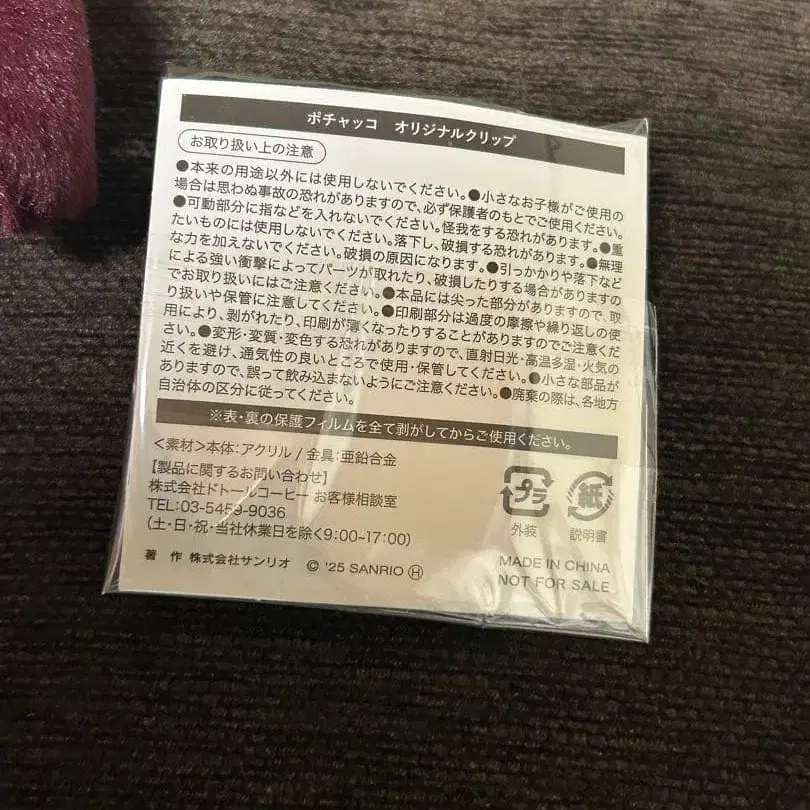 ポチャッコ オリジナルクリップ
お取り扱い上の注意
●本来の用途以外には使用しないでください。●小さなお子様がご使用の
場合は思わぬ事故の恐れがありますので、必ず保護者のもとでご使用ください。
●可動部分に指などを入れないでください。怪我をする恐れがあります。●重
たいものには使用しないでください。落下し、破損する恐れがあります。●無理
な力を加えないでください。破損の原因になります。●引っかかりや落下など
による強い衝撃によってパーツが取れたり、破損したりする場合がありますの
でお取り扱いにはご注意ください。●本品には尖った部分がありますので、取
り扱いや保管に注意してください。●印刷部分は過度の摩擦や繰り返しの使
用により、剥がれたり、印刷が薄くなったりすることがありますのでご注意くだ
さい。●変形・変質・変色する恐れがありますので、直射日光・高温多湿・火気の
近くを避け、通気性の良いところで使用・保管してください。●小さな部品が
ありますので、誤って飲み込まないようにご注意ください。●廃棄の際は、各地方
自治体の区分に従ってください。
※表・裏の保護フィルムを全て剥がしてからご使用ください。
<素材>本体:アクリル / 金具:亜鉛合金
【製品に関するお問い合わせ】
株式会社ドトールコーヒー お客様相談室
TEL:03-5459-9036
(土・日・祝・当社休業日を除く9:00~17:00)
プラ
外装
紙
説明書
著 作 株式会社サンリオ © '25 SANRIO Ⓗ
MADE IN CHINA
NOT FOR SALE